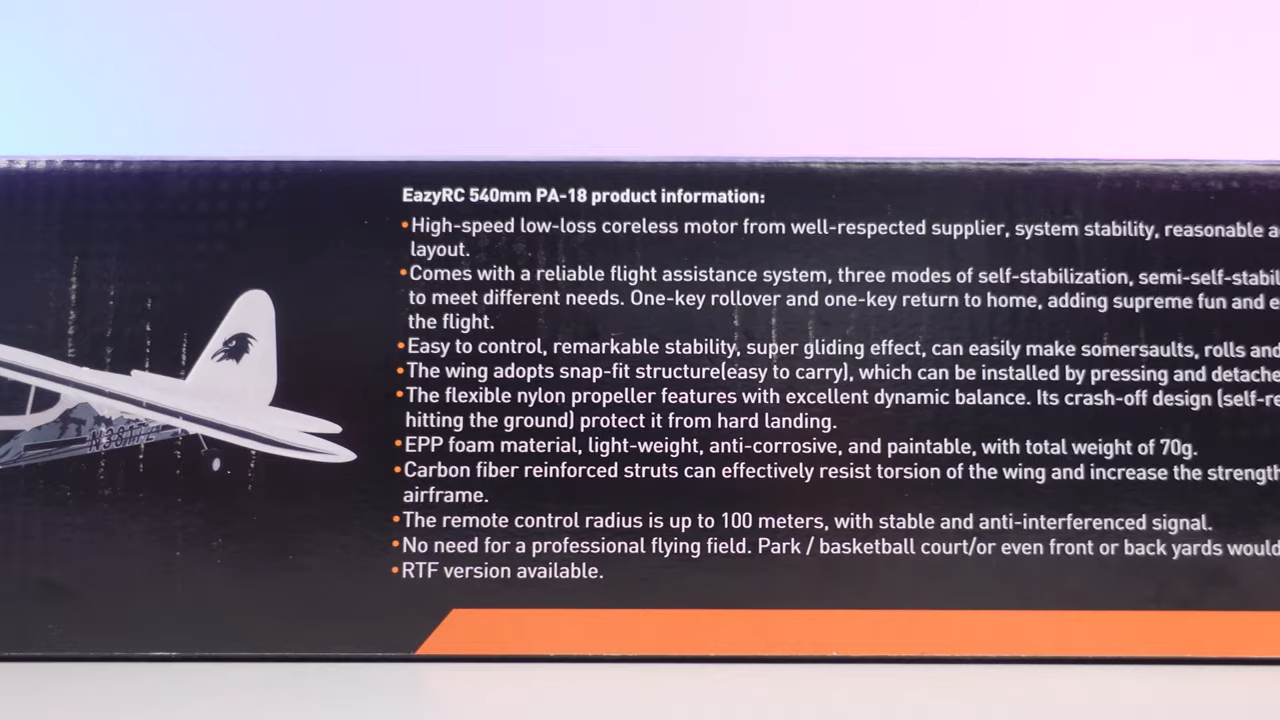 EazyRC 540mm PA-18 product information:
•High-speed low-loss coreless motor from well-respected supplier, system stability, reasonable a
layout.
•Comes with a reliable flight assistance system, three modes of self-stabilization, semi-self-stabil
to meet different needs. One-key rollover and one-key return to home, adding supreme fun and e
the flight.
•Easy to control, remarkable stability, super gliding effect, can easily make somersaults, rolls and
•The wing adopts snap-fit structure(easy to carry), which can be installed by pressing and detache
•The flexible nylon propeller features with excellent dynamic balance. Its crash-off design (self-re
hitting the ground) protect it from hard landing.
•EPP foam material, light-weight, anti-corrosive, and paintable, with total weight of 70g.
•Carbon fiber reinforced struts can effectively resist torsion of the wing and increase the strength
airframe.
•The remote control radius is up to 100 meters, with stable and anti-interferenced signal.
•No need for a professional flying field. Park / basketball court/or even front or back yards would
•RTF version available.